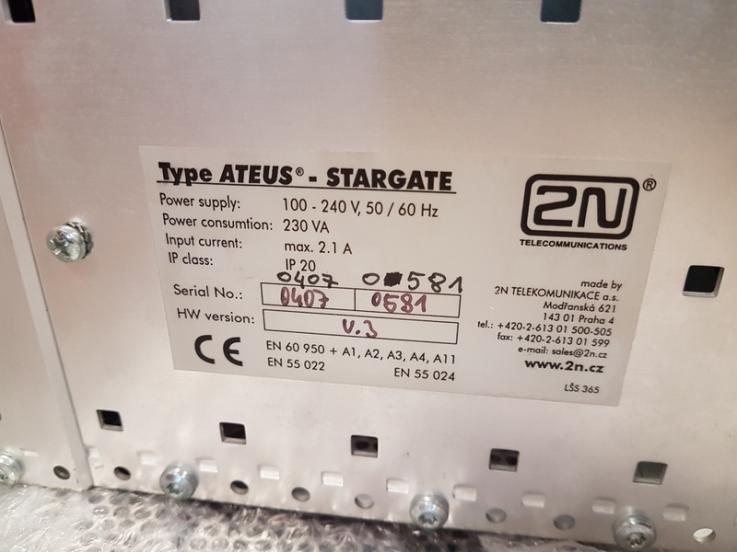 Type ATEUS® - STARGATE
Power supply: 100 - 240 V, 50 / 60 Hz
Power consumtion: 230 VA
Input current: max. 2.1 A
IP class: IP 20
0407 0 581
Serial No.: 0407 0581
HW version: V.3
CE EN 60 950 + A1, A2, A3, A4, A11
EN 55 022 EN 55 024
2N®
TELECOMMUNICATIONS
made by
2N TELEKOMUNIKACE a.s.
Modřanská 621
143 01 Praha 4
tel.: +420-2-613 01 500-505
fax: +420-2-613 01 599
e-mail: sales@2n.cz
www.2n.cz
LŠS 365